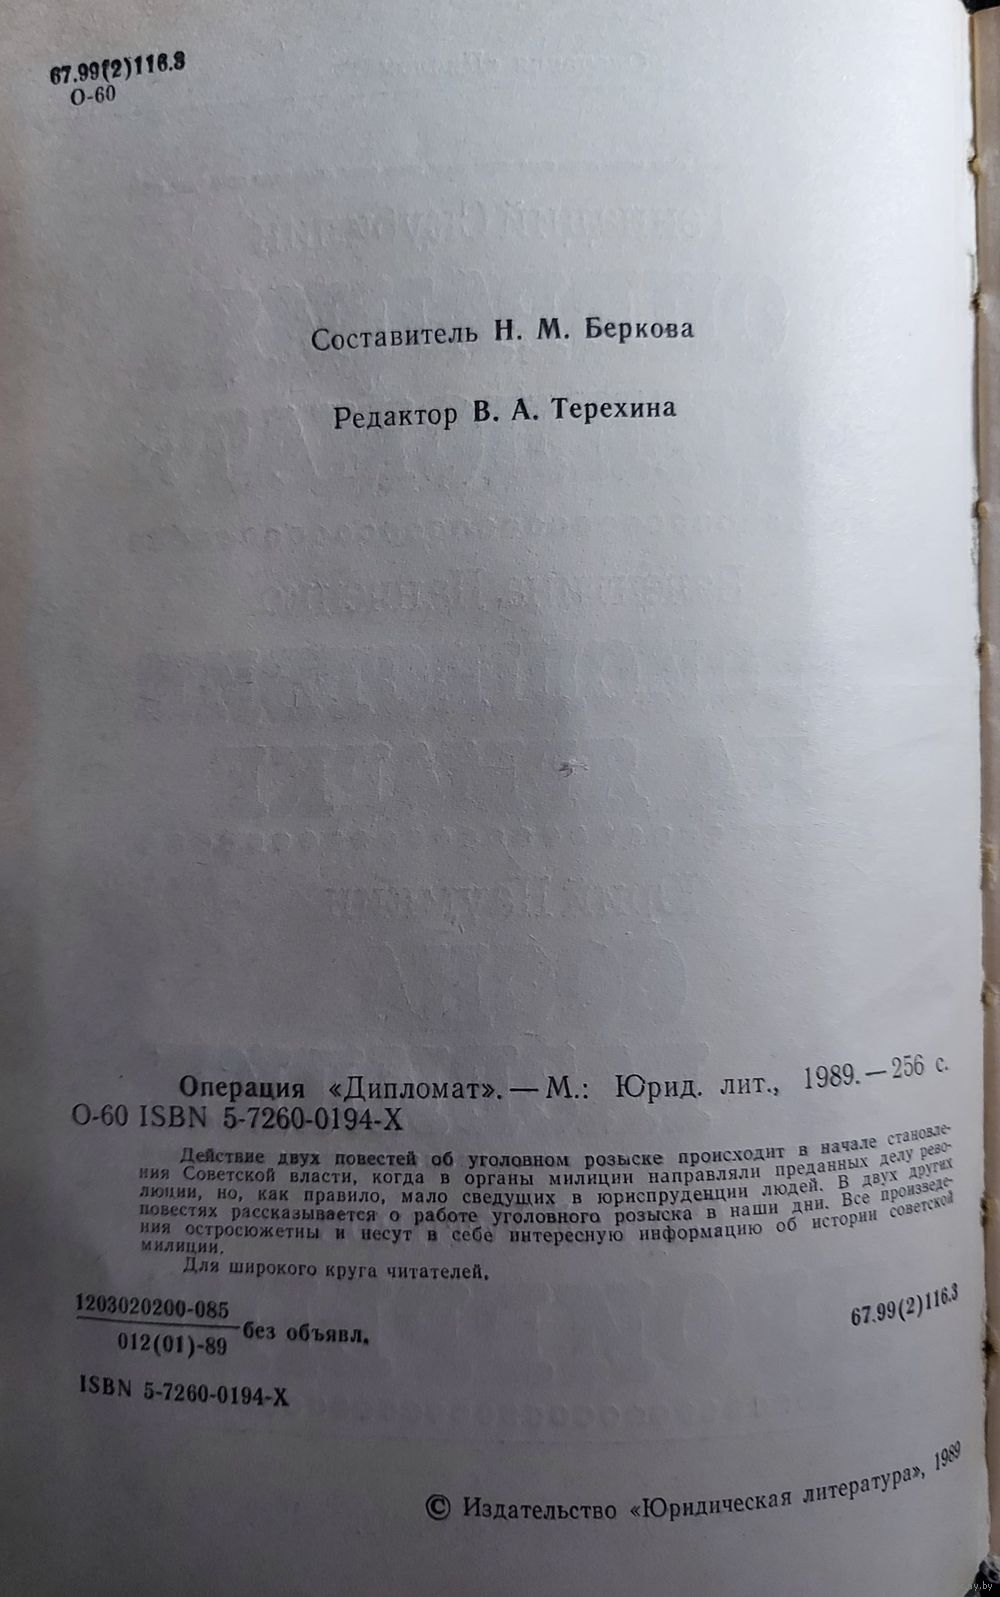 67.99(2)116.3
О-60
Составитель Н. М. Беркова
Редактор В. А. Терехина
Операция «Дипломат». — М.: Юрид. лит., 1989. — 256 с.
О-60 ISBN 5-7260-0194-X
Действие двух повестей об уголовном розыске происходит в начале становле-
ния Советской власти, когда в органы милиции направляли преданных делу рево-
люции, но, как правило, мало сведущих в юриспруденции людей. В двух других
повестях рассказывается о работе уголовного розыска в наши дни. Все произведе-
ния остросюжетны и несут в себе интересную информацию об истории советской
милиции.
Для широкого круга читателей.
1203020200-085
012(01)-89
без объявл.
67.99(2)116.3
ISBN 5-7260-0194-X
© Издательство «Юридическая литература», 1989